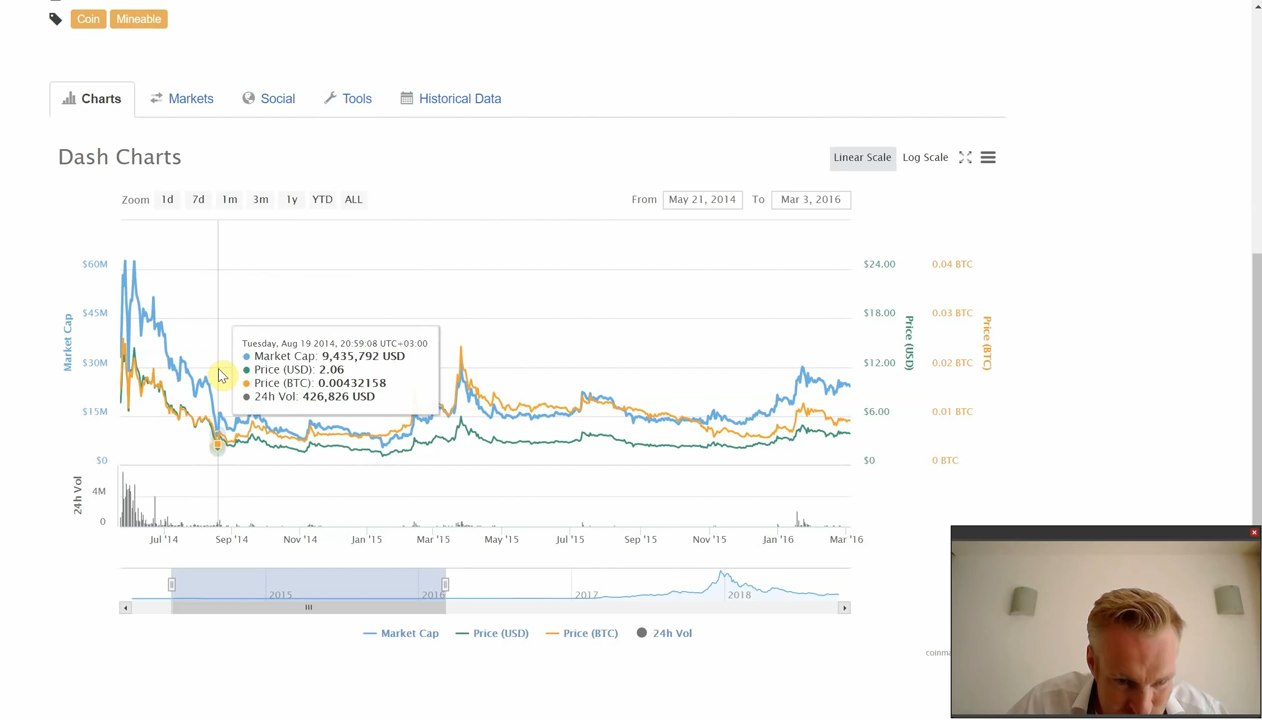 Coin Mineable
Charts Markets Social Tools Historical Data
Dash Charts
Linear Scale Log Scale
Zoom 1d 7d 1m 3m 1y YTD ALL
From May 21, 2014 To Mar 3, 2016
$60M $24.00 0.04 BTC
$45M $18.00 0.03 BTC
$30M $12.00 0.02 BTC
$15M $6.00 0.01 BTC
$0 $0 0 BTC
Market Cap
Price (USD)
Price (BTC)
Tuesday, Aug 19 2014, 20:59:08 UTC+03:00
Market Cap: 9,435,792 USD
Price (USD): 2.06
Price (BTC): 0.00432158
24h Vol: 426,826 USD
24h Vol
4M
0
Jul '14 Sep '14 Nov '14 Jan '15 Mar '15 May '15 Jul '15 Sep '15 Nov '15 Jan '16 Mar '16
2015 2016 2017 2018
Market Cap Price (USD) Price (BTC) 24h Vol